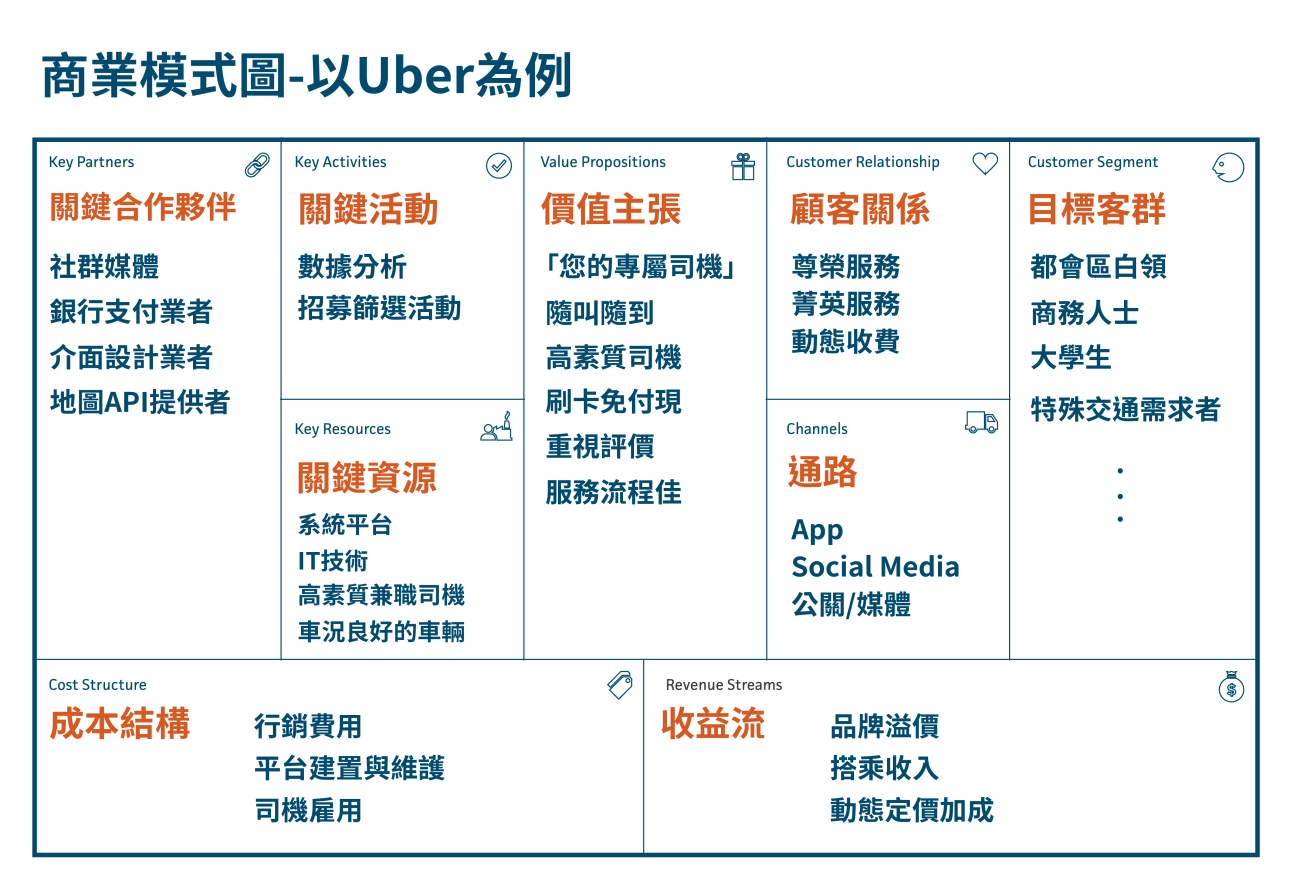 商業模式圖-以Uber為例
Key Partners
關鍵合作夥伴
社群媒體
銀行支付業者
介面設計業者
地圖API提供者
Key Activities
關鍵活動
數據分析
招募篩選活動
Key Resources
關鍵資源
系統平台
IT技術
高素質兼職司機
車況良好的車輛
Value Propositions
價值主張
「您的專屬司機」
隨叫隨到
高素質司機
刷卡免付現
重視評價
服務流程佳
Customer Relationship
顧客關係
尊榮服務
菁英服務
動態收費
Channels
通路
App
Social Media
公關/媒體
Customer Segment
目標客群
都會區白領
商務人士
大學生
特殊交通需求者
Cost Structure
成本結構
行銷費用
平台建置與維護
司機雇用
Revenue Streams
收益流
品牌溢價
搭乘收入
動態定價加成